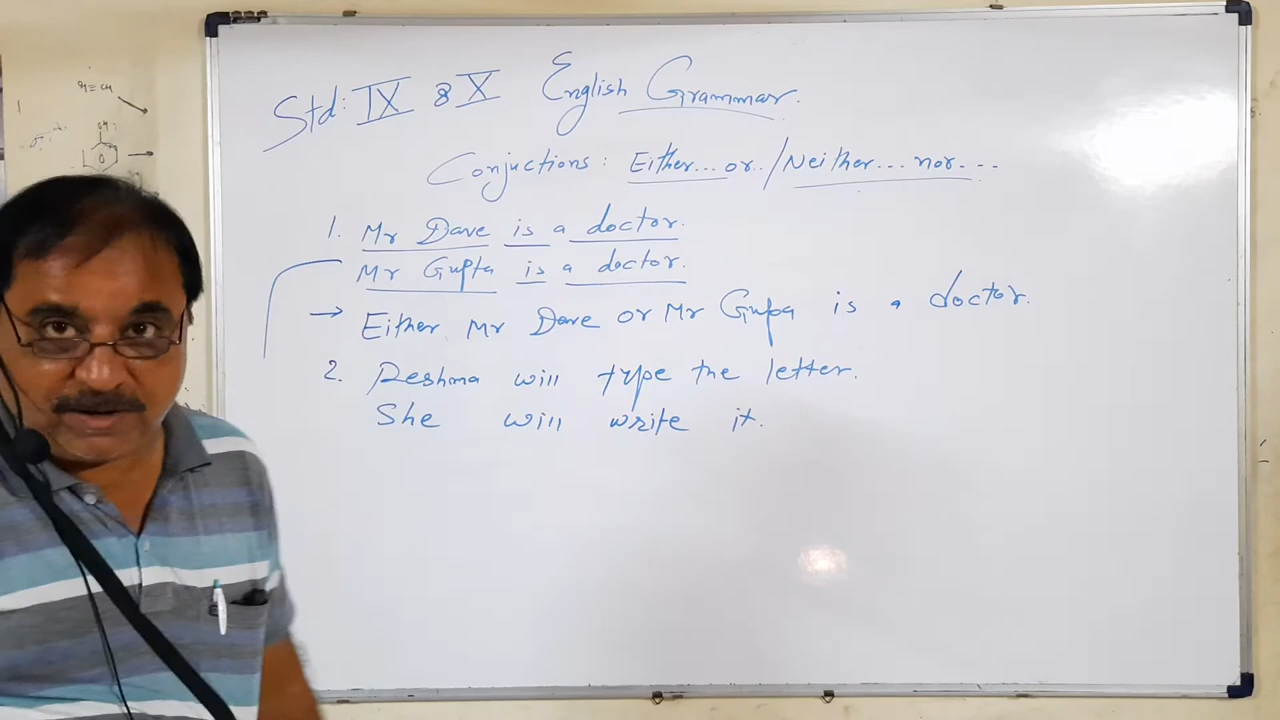 Std: IX & X English Grammar.
Conjuctions: Either...or../Neither...nor....
1. Mr Dave is a doctor.
Mr Gupta is a doctor.
→ Either Mr Dave or Mr Gupa is a doctor.
2. Reshma will type the letter.
She will write it.